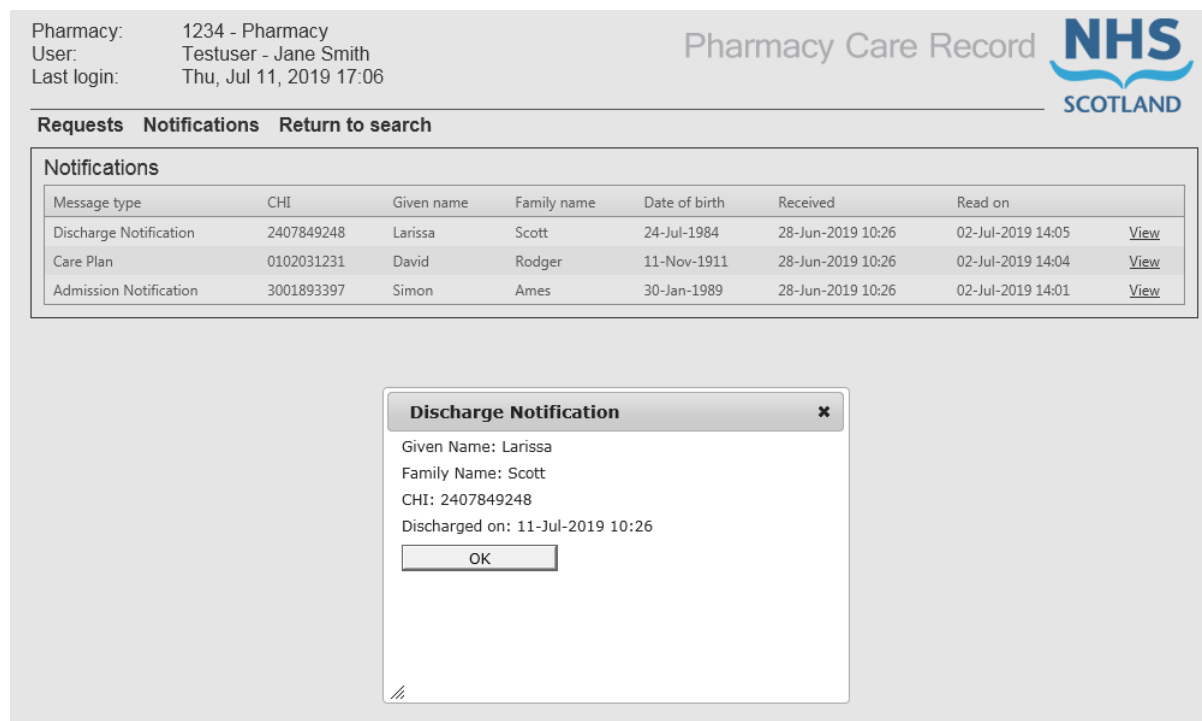 Pharmacy: 1234 - Pharmacy
User: Testuser - Jane Smith
Last login: Thu, Jul 11, 2019 17:06
Pharmacy Care Record
NHS
SCOTLAND
Requests Notifications Return to search
Notifications
Message type CHI Given name Family name Date of birth Received Read on
Discharge Notification 2407849248 Larissa Scott 24-Jul-1984 28-Jun-2019 10:26 02-Jul-2019 14:05 View
Care Plan 0102031231 David Rodger 11-Nov-1911 28-Jun-2019 10:26 02-Jul-2019 14:04 View
Admission Notification 3001893397 Simon Ames 30-Jan-1989 28-Jun-2019 10:26 02-Jul-2019 14:01 View
Discharge Notification
Given Name: Larissa
Family Name: Scott
CHI: 2407849248
Discharged on: 11-Jul-2019 10:26
OK